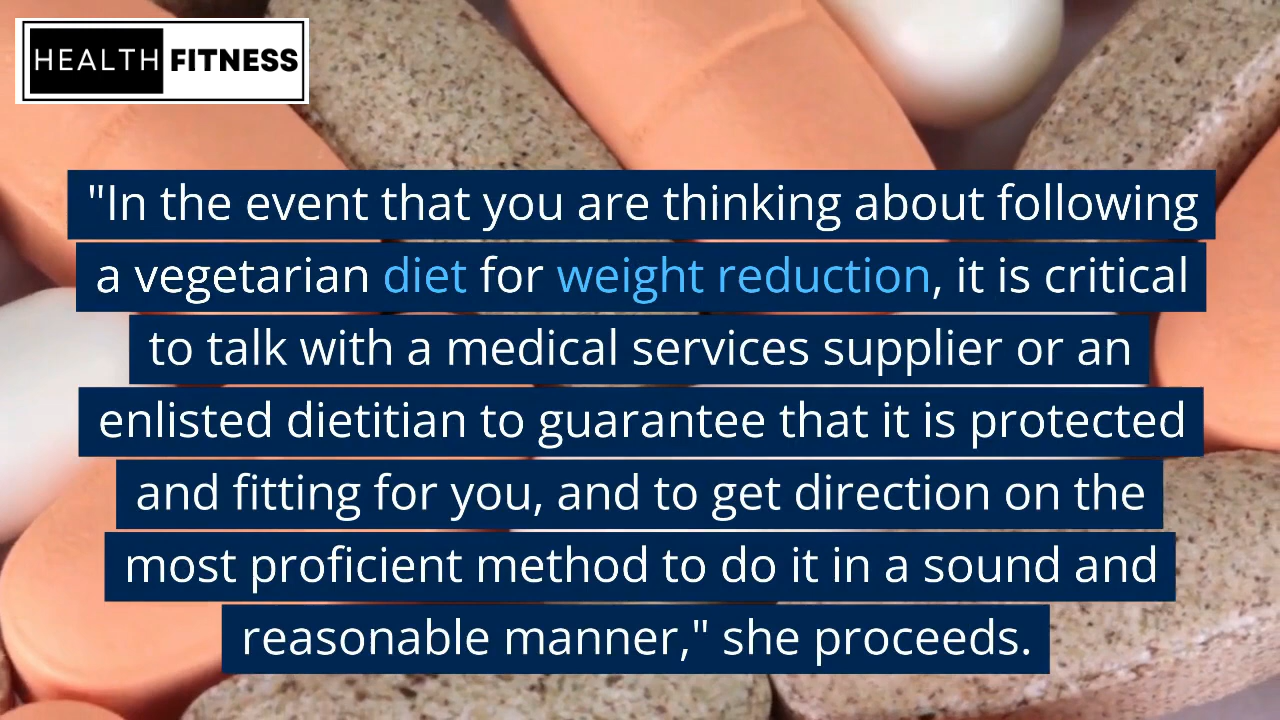 HEALTH FITNESS
"In the event that you are thinking about following
a vegetarian diet for weight reduction, it is critical
to talk with a medical services supplier or an
enlisted dietitian to guarantee that it is protected
and fitting for you, and to get direction on the
most proficient method to do it in a sound and
reasonable manner," she proceeds.